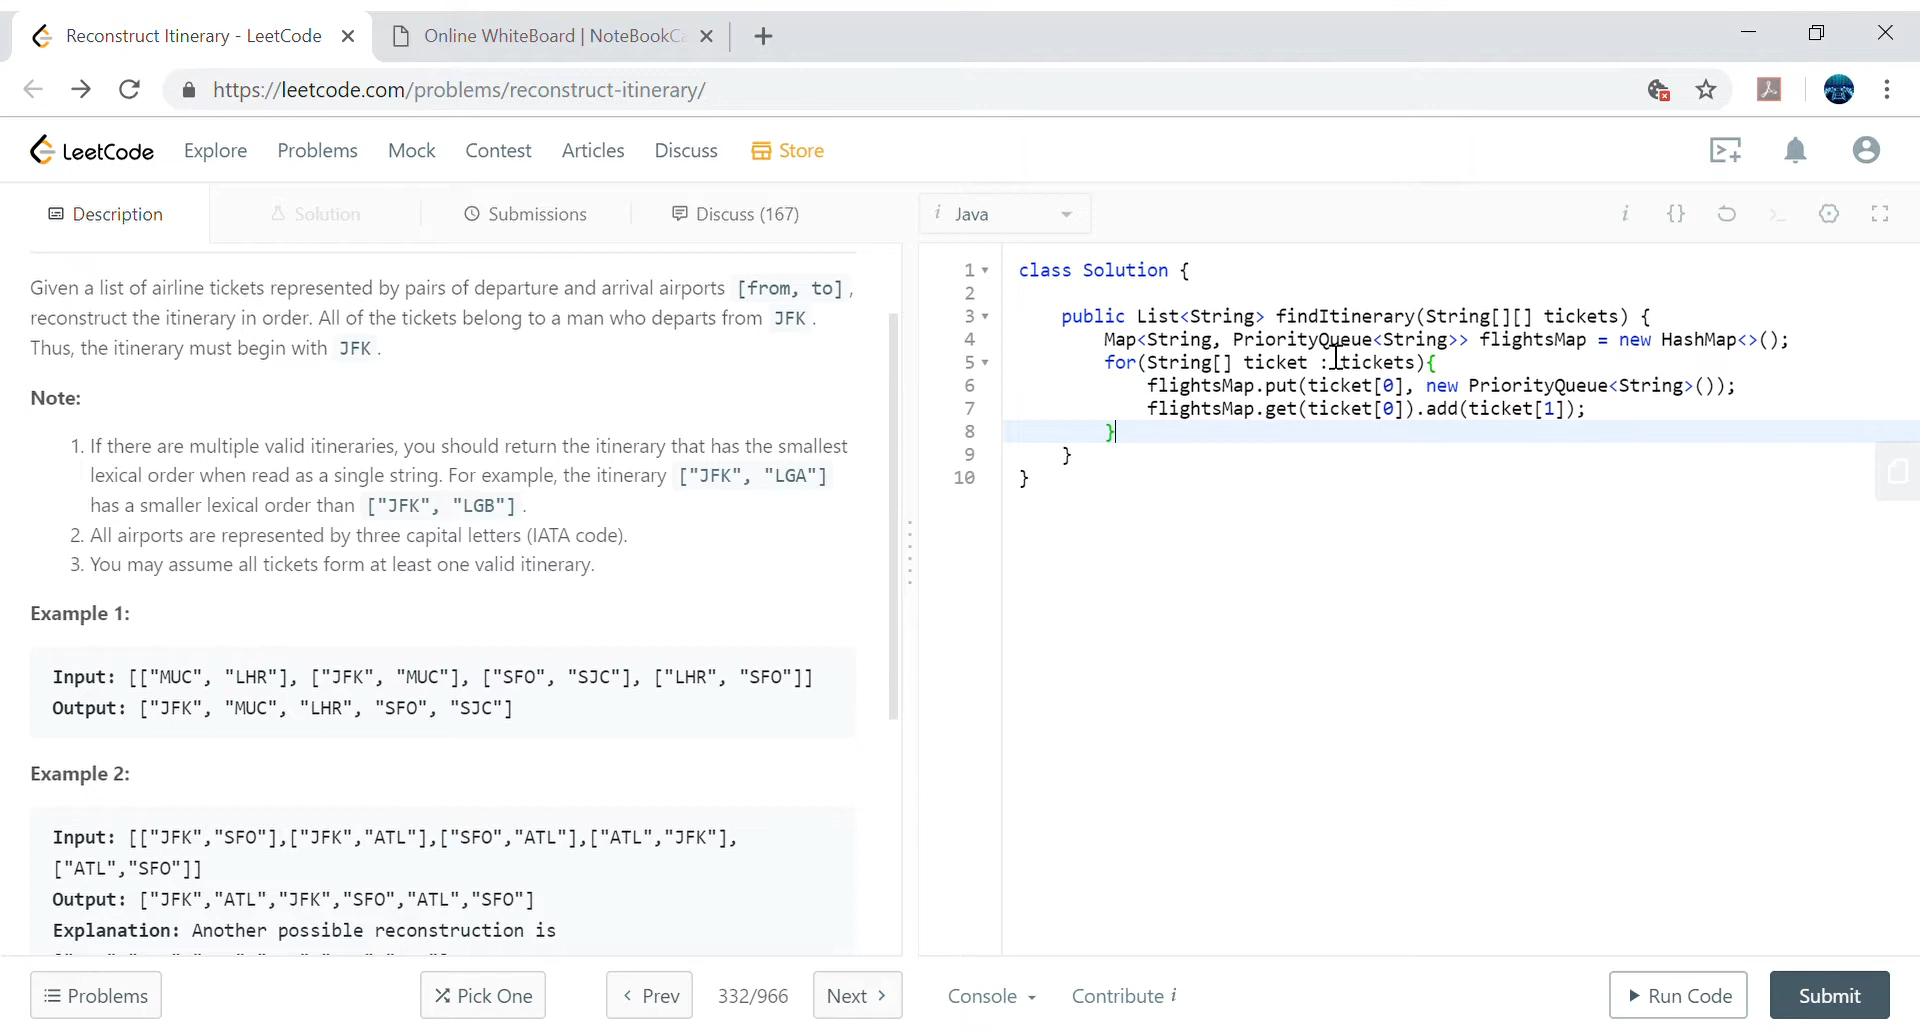 Reconstruct Itinerary - LeetCode
Online WhiteBoard | NoteBookC
https://leetcode.com/problems/reconstruct-itinerary/
LeetCode Explore Problems Mock Contest Articles Discuss Store
Description Solution Submissions Discuss (167)
i Java
Given a list of airline tickets represented by pairs of departure and arrival airports [from, to],
reconstruct the itinerary in order. All of the tickets belong to a man who departs from JFK.
Thus, the itinerary must begin with JFK.
Note:
1. If there are multiple valid itineraries, you should return the itinerary that has the smallest
lexical order when read as a single string. For example, the itinerary ["JFK", "LGA"]
has a smaller lexical order than ["JFK", "LGB"].
2. All airports are represented by three capital letters (IATA code).
3. You may assume all tickets form at least one valid itinerary.
Example 1:
Input: [["MUC", "LHR"], ["JFK", "MUC"], ["SFO", "SJC"], ["LHR", "SFO"]]
Output: ["JFK", "MUC", "LHR", "SFO", "SJC"]
Example 2:
Input: [["JFK","SFO"],["JFK","ATL"],["SFO","ATL"],["ATL","JFK"],
["ATL","SFO"]]
Output: ["JFK","ATL","JFK","SFO","ATL","SFO"]
Explanation: Another possible reconstruction is
1 class Solution {
2
3 public List<String> findItinerary(String[][] tickets) {
4 Map<String, PriorityQueue<String>> flightsMap = new HashMap<>();
5 for(String[] ticket : tickets){
6 flightsMap.put(ticket[0], new PriorityQueue<String>());
7 flightsMap.get(ticket[0]).add(ticket[1]);
8 }
9 }
10 }
Problems Pick One Prev 332/966 Next
Console Contribute i Run Code Submit